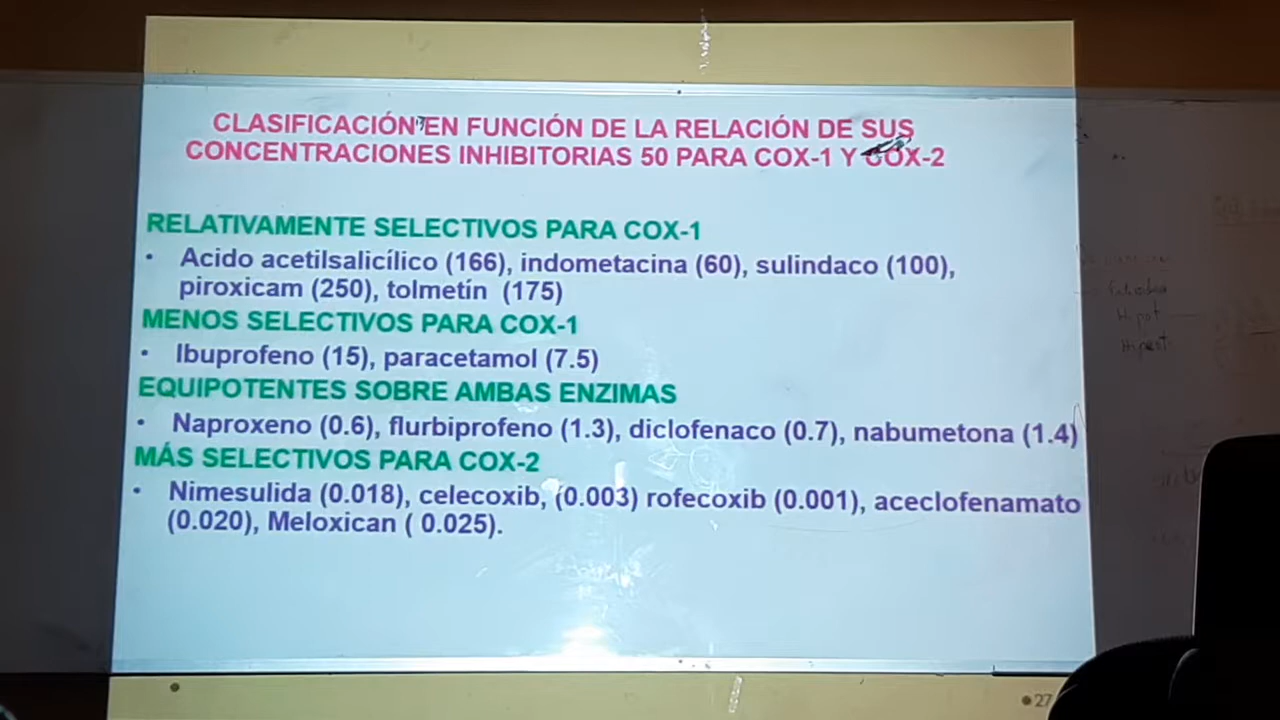 CLASIFICACIÓN EN FUNCIÓN DE LA RELACIÓN DE SUS
CONCENTRACIONES INHIBITORIAS 50 PARA COX-1 Y COX-2
RELATIVAMENTE SELECTIVOS PARA COX-1
• Acido acetilsalicílico (166), indometacina (60), sulindaco (100),
piroxicam (250), tolmetín (175)
MENOS SELECTIVOS PARA COX-1
• Ibuprofeno (15), paracetamol (7.5)
EQUIPOTENTES SOBRE AMBAS ENZIMAS
• Naproxeno (0.6), flurbiprofeno (1.3), diclofenaco (0.7), nabumetona (1.4)
MÁS SELECTIVOS PARA COX-2
• Nimesulida (0.018), celecoxib, (0.003) rofecoxib (0.001), aceclofenamato
(0.020), Meloxican ( 0.025).
27
Hipot